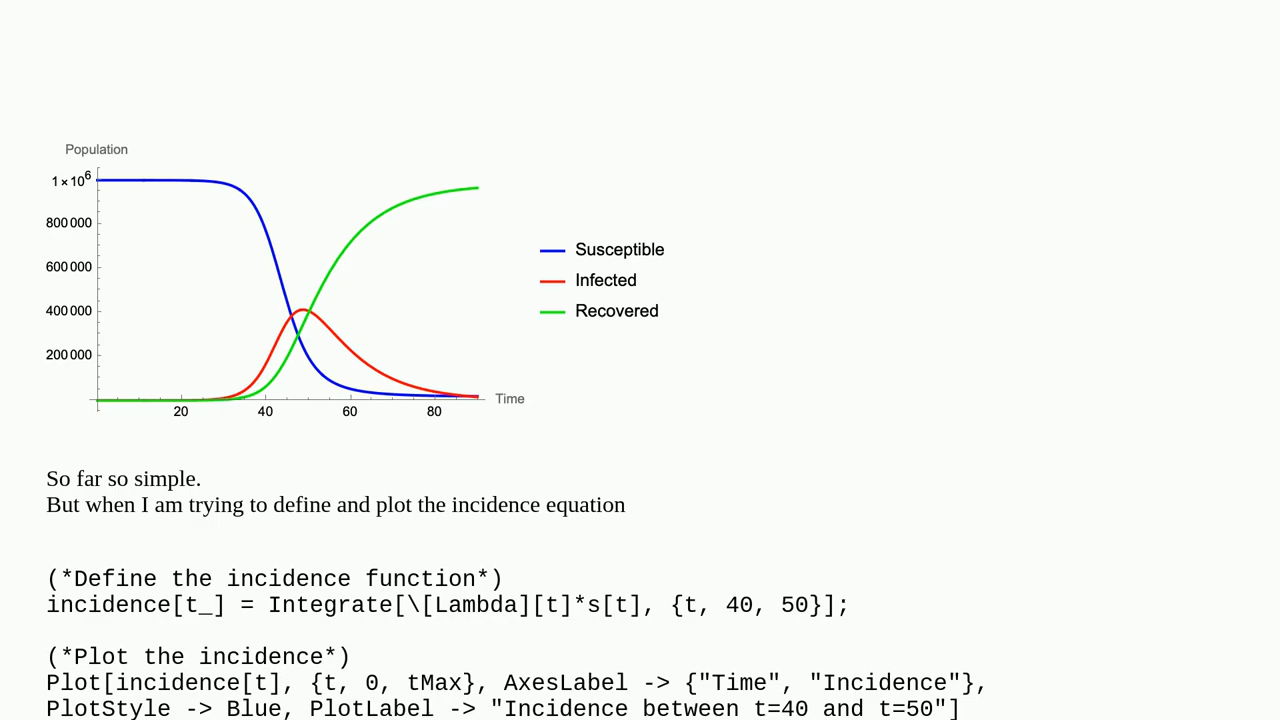 Population
1×10⁶
800 000
600 000
400 000
200 000
20 40 60 80
Time
Susceptible
Infected
Recovered
So far so simple.
But when I am trying to define and plot the incidence equation
(*Define the incidence function*)
incidence[t_] = Integrate[\[Lambda][t]*s[t], {t, 40, 50}];
(*Plot the incidence*)
Plot[incidence[t], {t, 0, tMax}, AxesLabel -> {"Time", "Incidence"},
PlotStyle -> Blue, PlotLabel -> "Incidence between t=40 and t=50"]